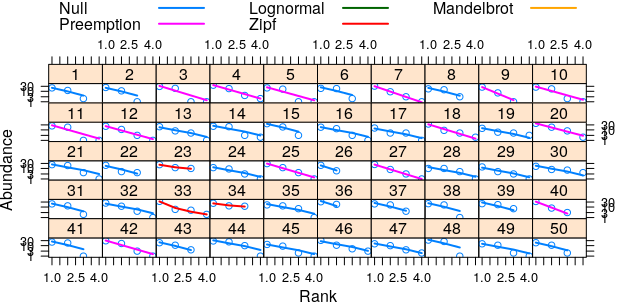 Null Lognormal Mandelbrot
Preemption Zipf
1.0 2.5 4.0 1.0 2.5 4.0 1.0 2.5 4.0 1.0 2.5 4.0 1.0 2.5 4.0
1 2 3 4 5 6 7 8 9 10
11 12 13 14 15 16 17 18 19 20
21 22 23 24 25 26 27 28 29 30
31 32 33 34 35 36 37 38 39 40
41 42 43 44 45 46 47 48 49 50
1.0 2.5 4.0 1.0 2.5 4.0 1.0 2.5 4.0 1.0 2.5 4.0 1.0 2.5 4.0
Abundance
Rank